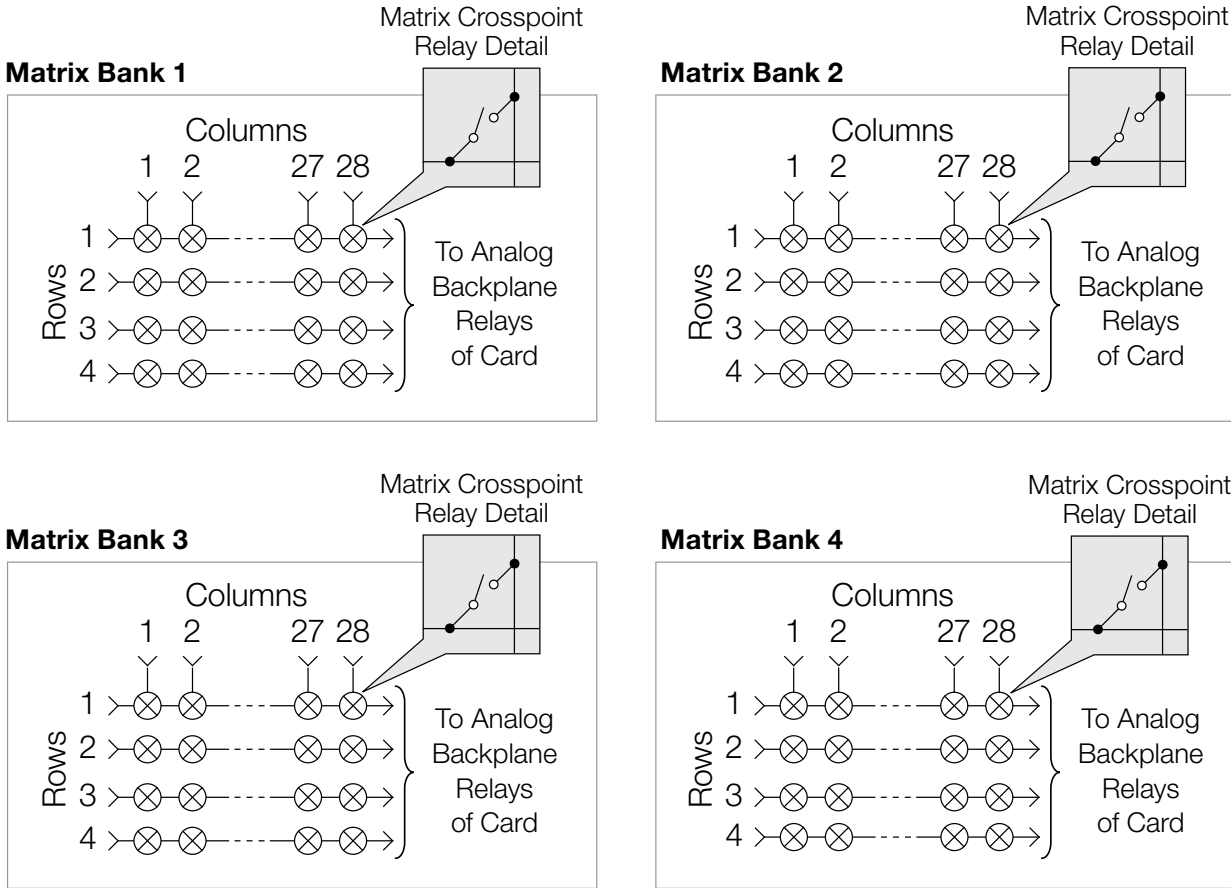 Matrix Crosspoint
Relay Detail
Matrix Bank 1
Columns
1 2 27 28
Rows
1
2
3
4
To Analog
Backplane
Relays
of Card
Matrix Crosspoint
Relay Detail
Matrix Bank 2
Columns
1 2 27 28
Rows
1
2
3
4
To Analog
Backplane
Relays
of Card
Matrix Crosspoint
Relay Detail
Matrix Bank 3
Columns
1 2 27 28
Rows
1
2
3
4
To Analog
Backplane
Relays
of Card
Matrix Crosspoint
Relay Detail
Matrix Bank 4
Columns
1 2 27 28
Rows
1
2
3
4
To Analog
Backplane
Relays
of Card